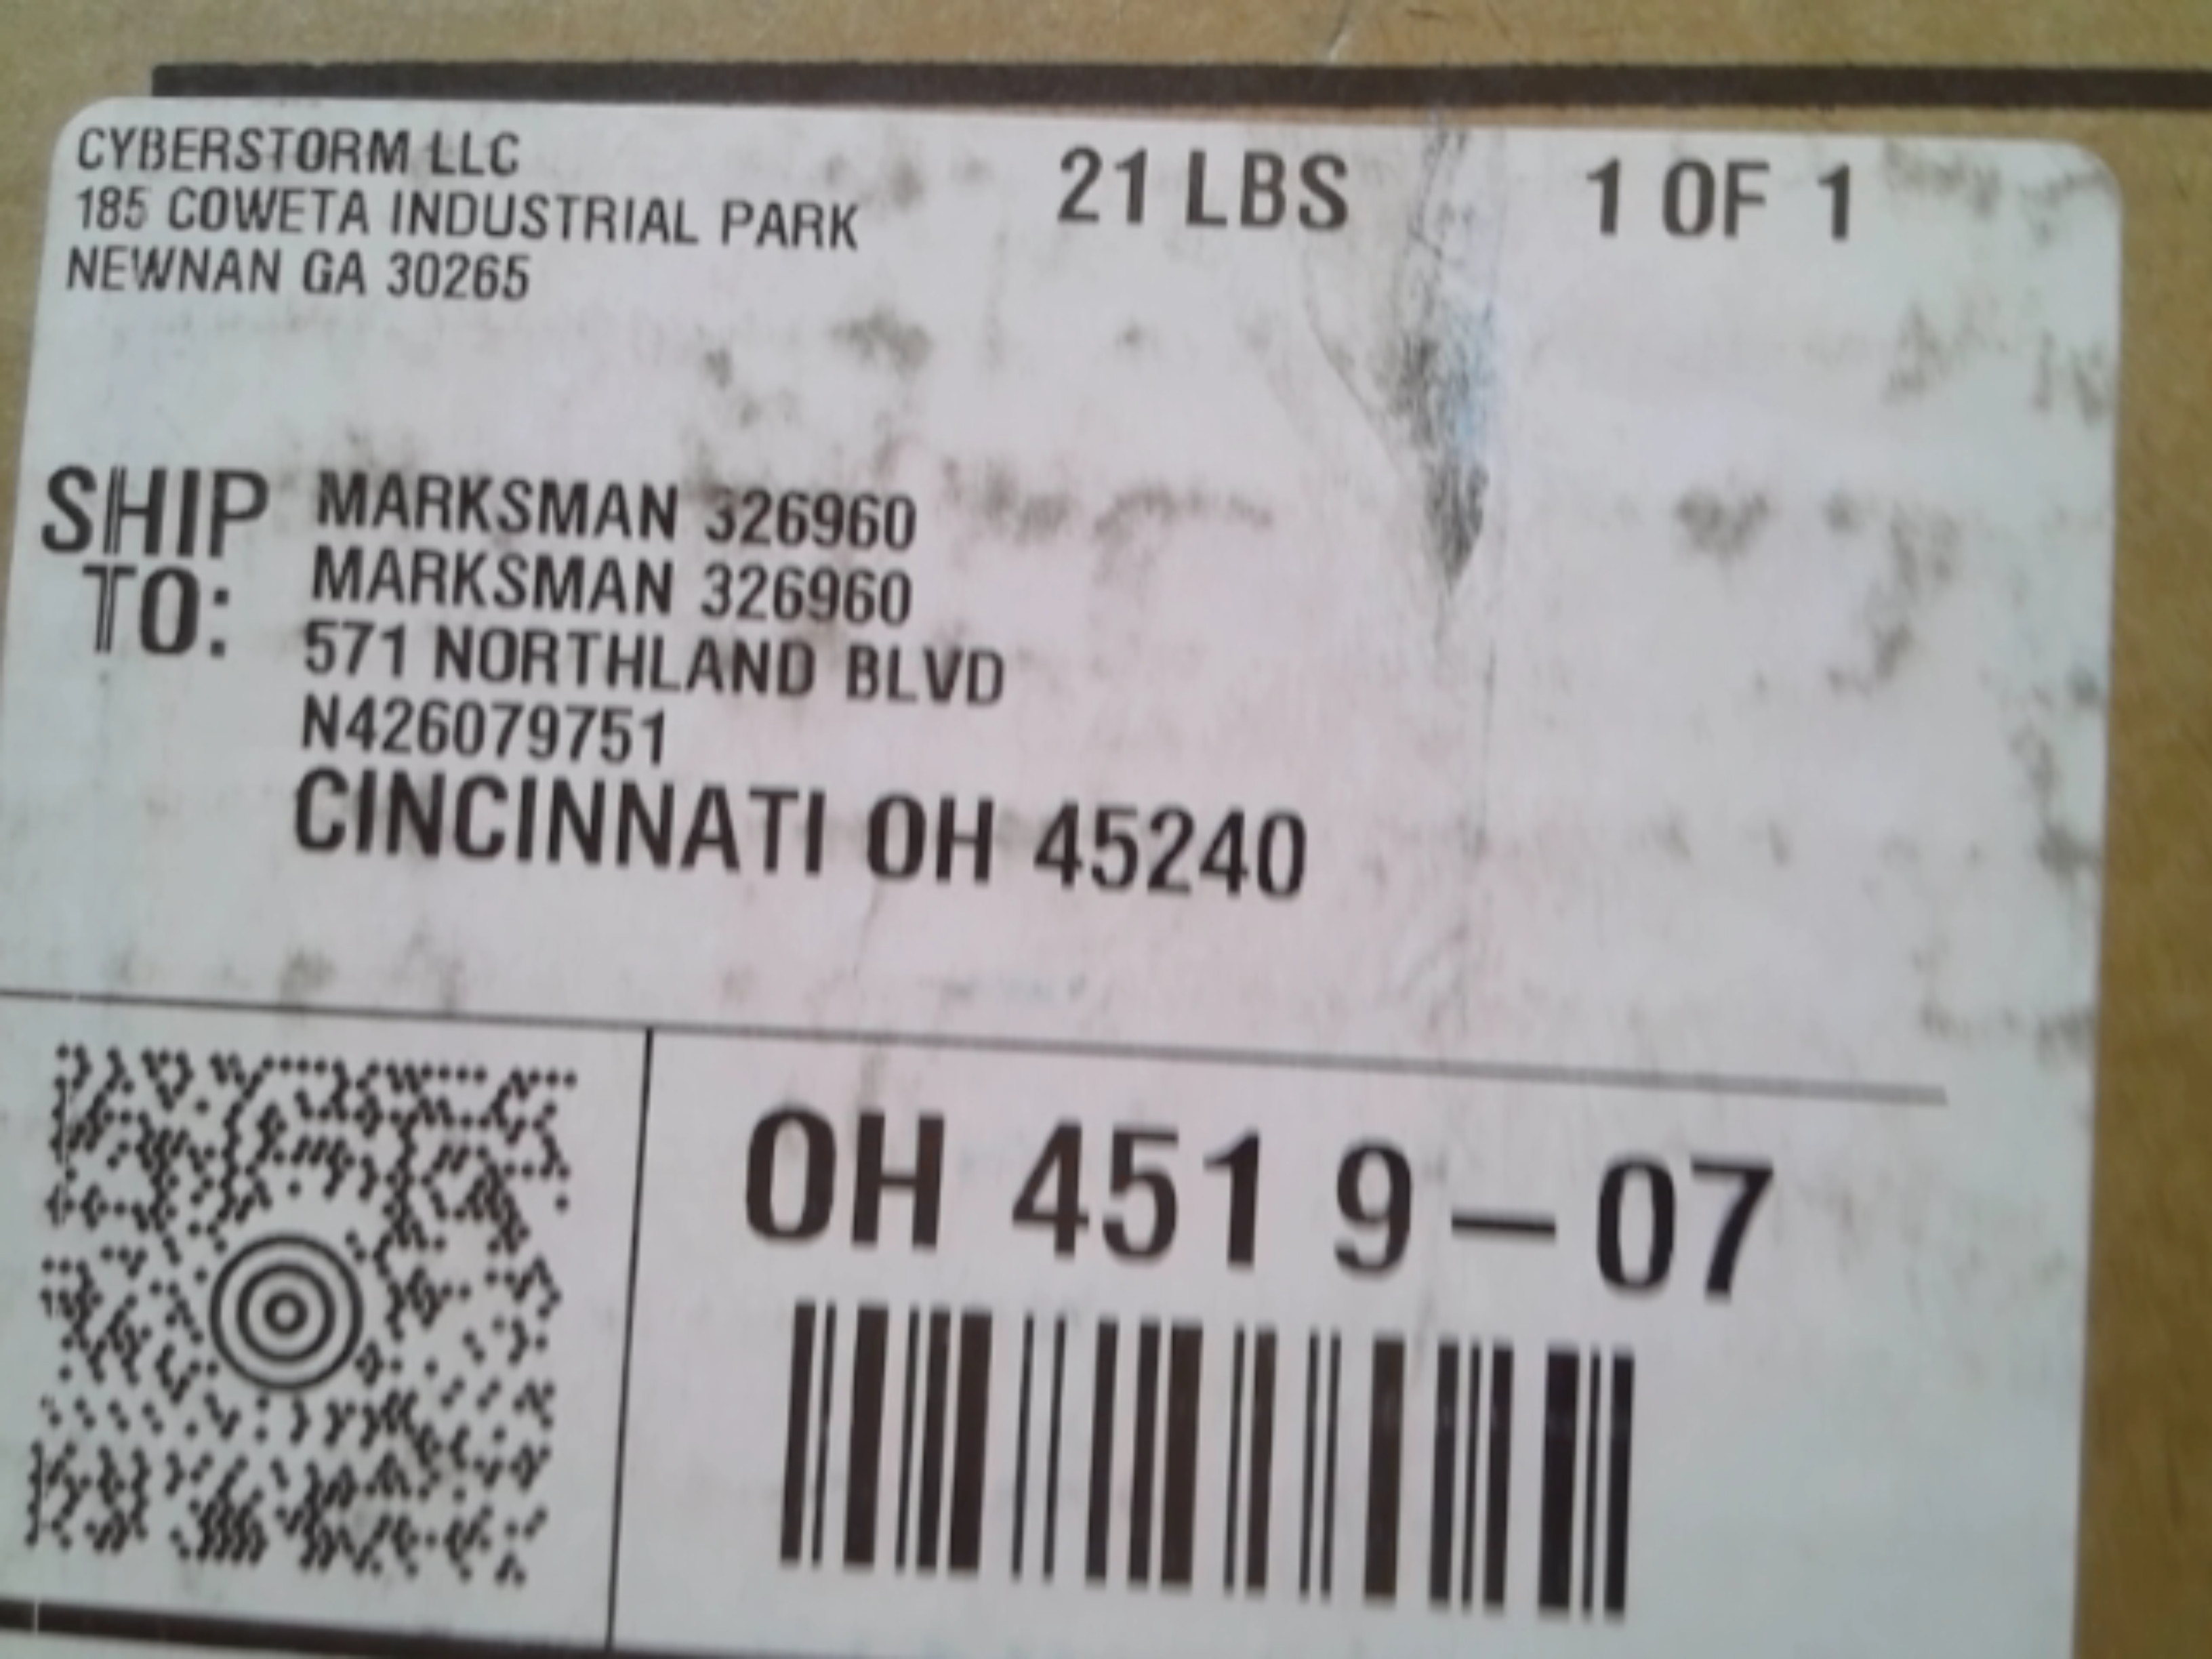 CYBERSTORM LLC
185 COWETA INDUSTRIAL PARK
NEWNAN GA 30265
21 LBS
1 OF 1
SHIP TO:
MARKSMAN 326960
MARKSMAN 326960
571 NORTHLAND BLVD
N426079751
CINCINNATI OH 45240
OH 451 9-07